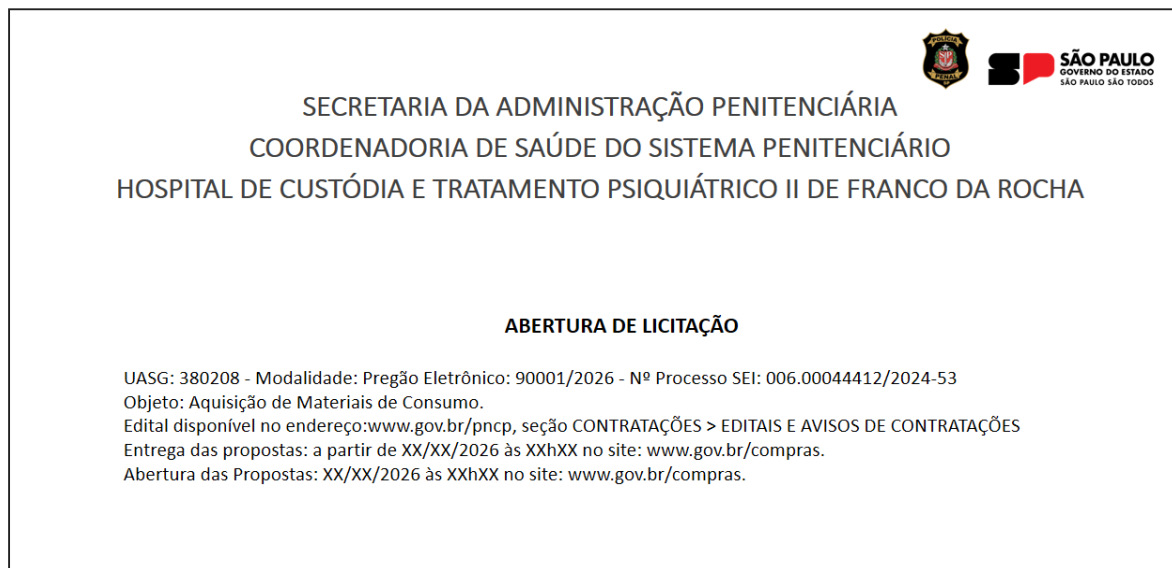 POLÍCIA
PENAL
SP
SÃO PAULO
GOVERNO DO ESTADO
SÃO PAULO SÃO TODOS
SECRETARIA DA ADMINISTRAÇÃO PENITENCIÁRIA
COORDENADORIA DE SAÚDE DO SISTEMA PENITENCIÁRIO
HOSPITAL DE CUSTÓDIA E TRATAMENTO PSIQUIÁTRICO II DE FRANCO DA ROCHA
ABERTURA DE LICITAÇÃO
UASG: 380208 - Modalidade: Pregão Eletrônico: 90001/2026 - Nº Processo SEI: 006.00044412/2024-53
Objeto: Aquisição de Materiais de Consumo.
Edital disponível no endereço:www.gov.br/pncp, seção CONTRATAÇÕES > EDITAIS E AVISOS DE CONTRATAÇÕES
Entrega das propostas: a partir de XX/XX/2026 às XXhXX no site: www.gov.br/compras.
Abertura das Propostas: XX/XX/2026 às XXhXX no site: www.gov.br/compras.